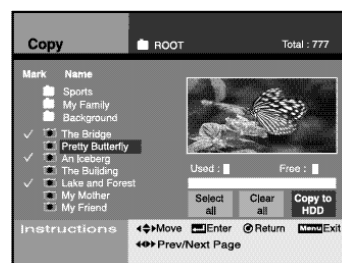 Copy
ROOT
Total : 777
Mark Name
Sports
My Family
Background
The Bridge
Pretty Butterfly
An Iceberg
The Building
Lake and Forest
My Mother
My Friend
Used :
Free :
Select all
Clear all
Copy to HDD
Instructions
Move Enter Return Menu Exit
Prev/Next Page